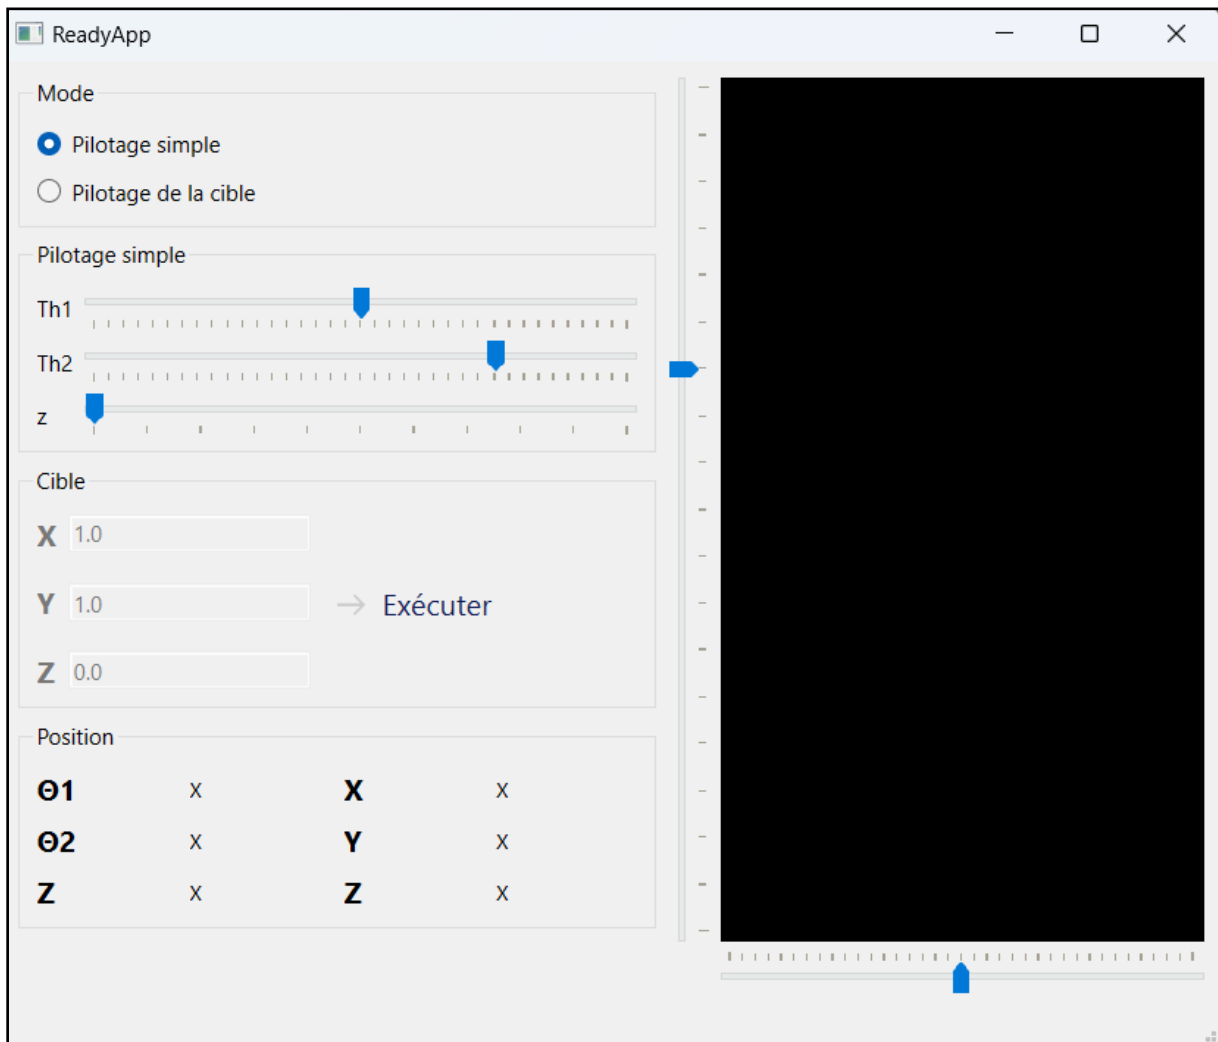 ReadyApp
Mode
Pilotage simple
Pilotage de la cible
Pilotage simple
Th1
Th2
z
Cible
X 1.0
Y 1.0
→ Exécuter
Z 0.0
Position
Θ1 X X X
Θ2 X Y X
Z X Z X